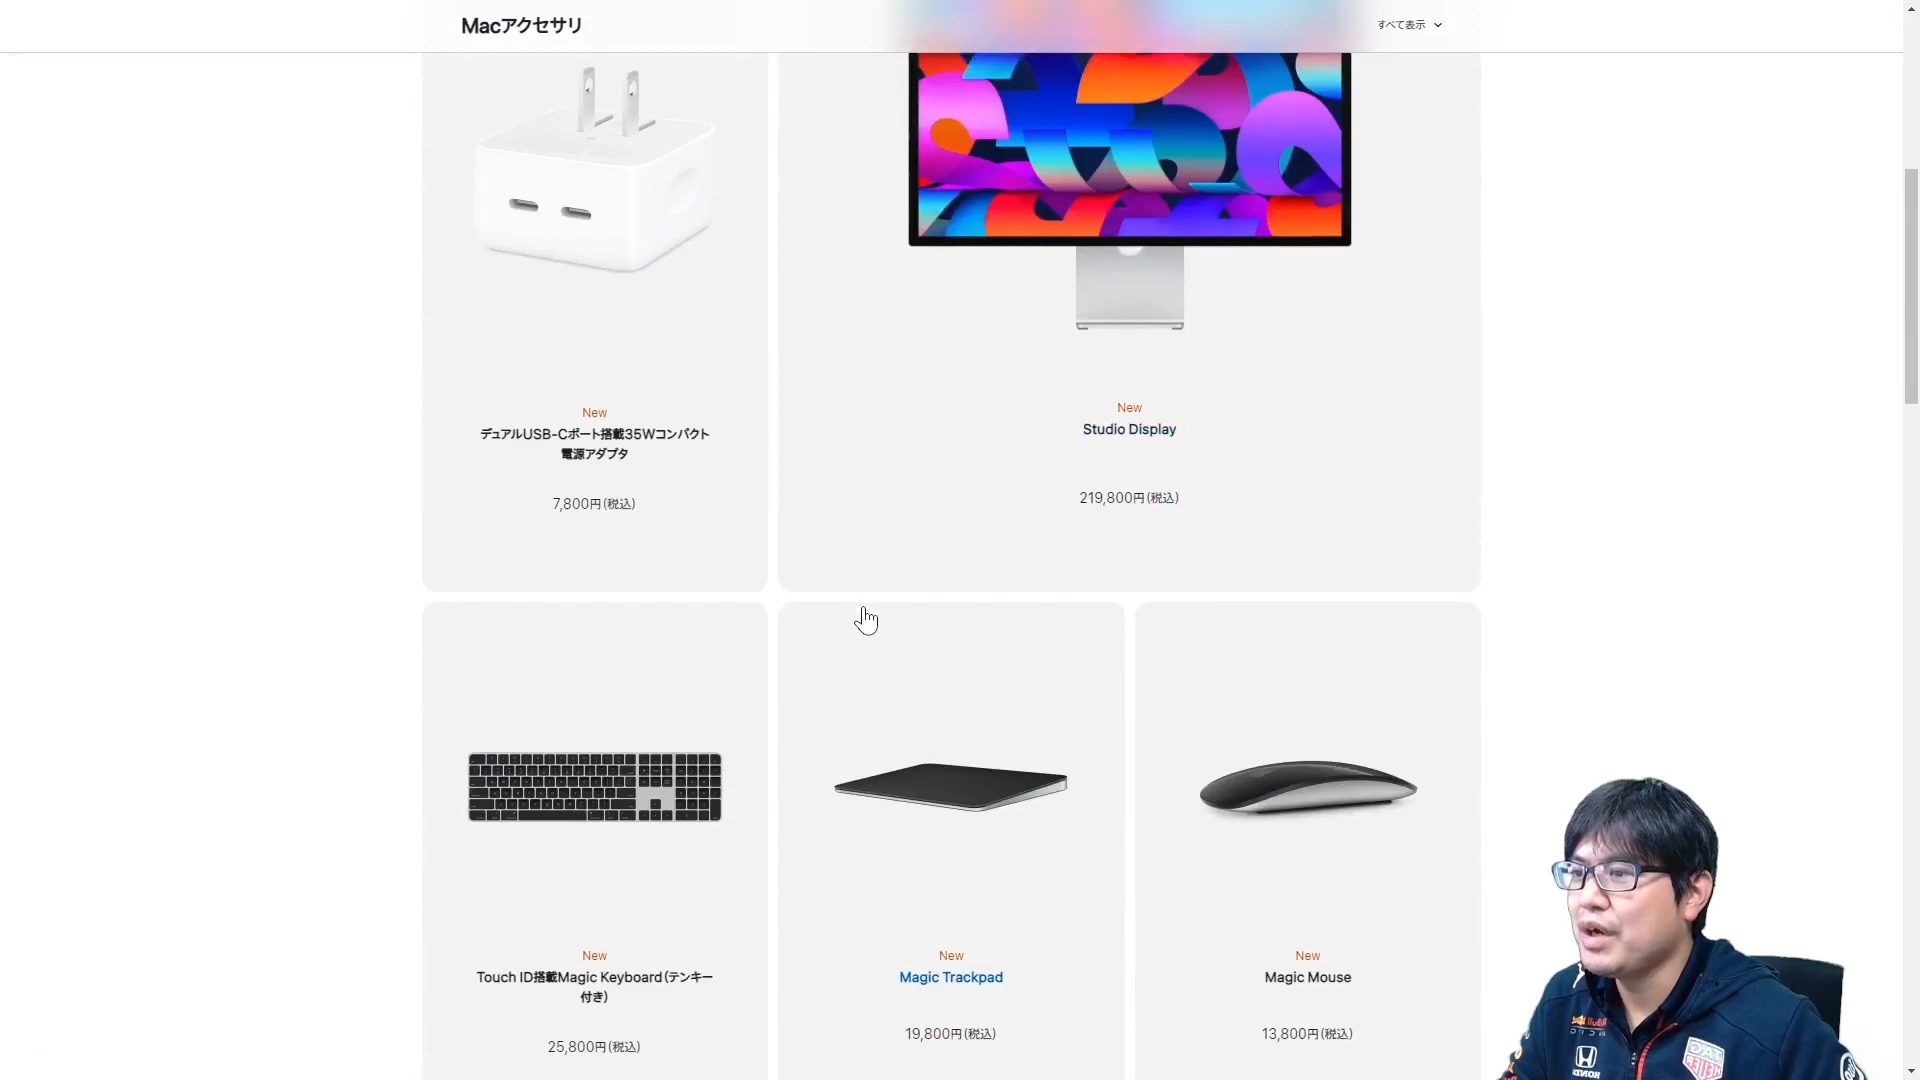 Macアクセサリ
すべて表示
New
デュアルUSB-Cポート搭載35Wコンパクト
電源アダプタ
7,800円(税込)
New
Studio Display
219,800円(税込)
New
Touch ID搭載Magic Keyboard(テンキー
付き)
25,800円(税込)
New
Magic Trackpad
19,800円(税込)
New
Magic Mouse
13,800円(税込)
HONDA
TAG
HEUER